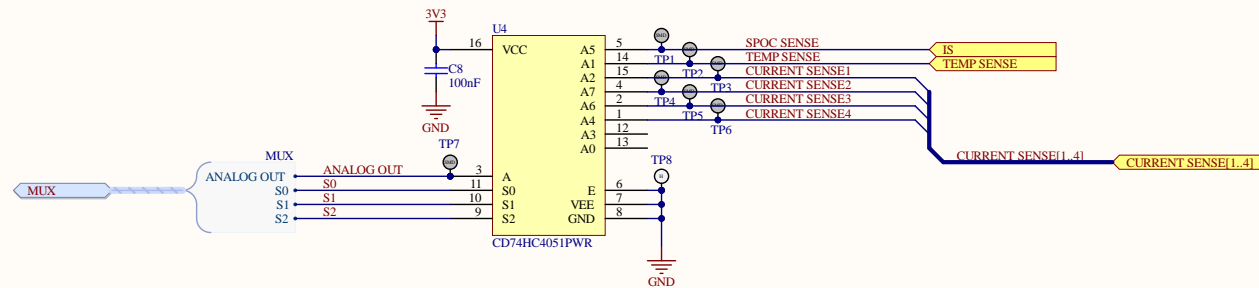 3V3
U4
16
VCC
A5
5
SPOC SENSE
IS
TP1
A1
14
TEMP SENSE
TEMP SENSE
TP2
C8
100nF
A2
15
CURRENT SENSE1
TP3
A7
4
CURRENT SENSE2
TP4
A6
2
CURRENT SENSE3
TP5
A4
1
CURRENT SENSE4
TP6
GND
A3
12
A0
13
TP7
MUX
TP8
CURRENT SENSE[1..4]
CURRENT SENSE[1..4]
ANALOG OUT
ANALOG OUT
3
A
MUX
S0
S0
11
S0
E
6
S1
S1
10
S1
VEE
7
S2
S2
9
S2
GND
8
CD74HC4051PWR
GND